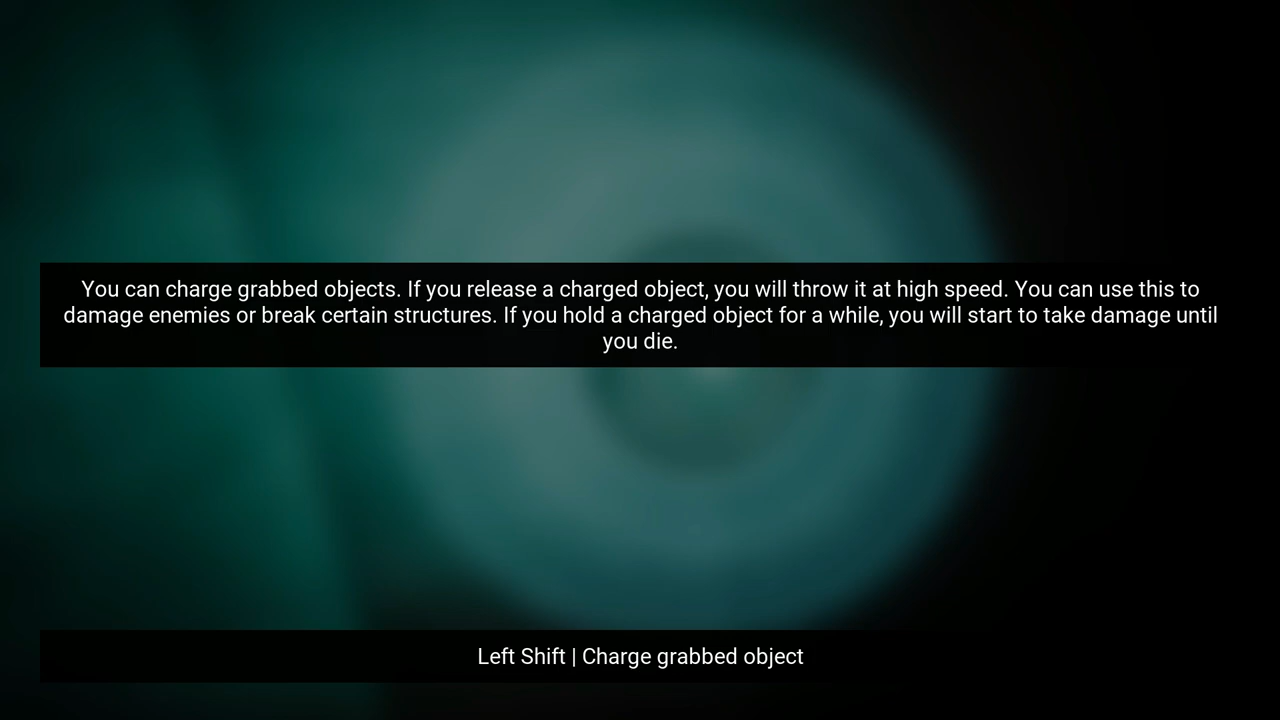 You can charge grabbed objects. If you release a charged object, you will throw it at high speed. You can use this to
damage enemies or break certain structures. If you hold a charged object for a while, you will start to take damage until
you die.
Left Shift | Charge grabbed object